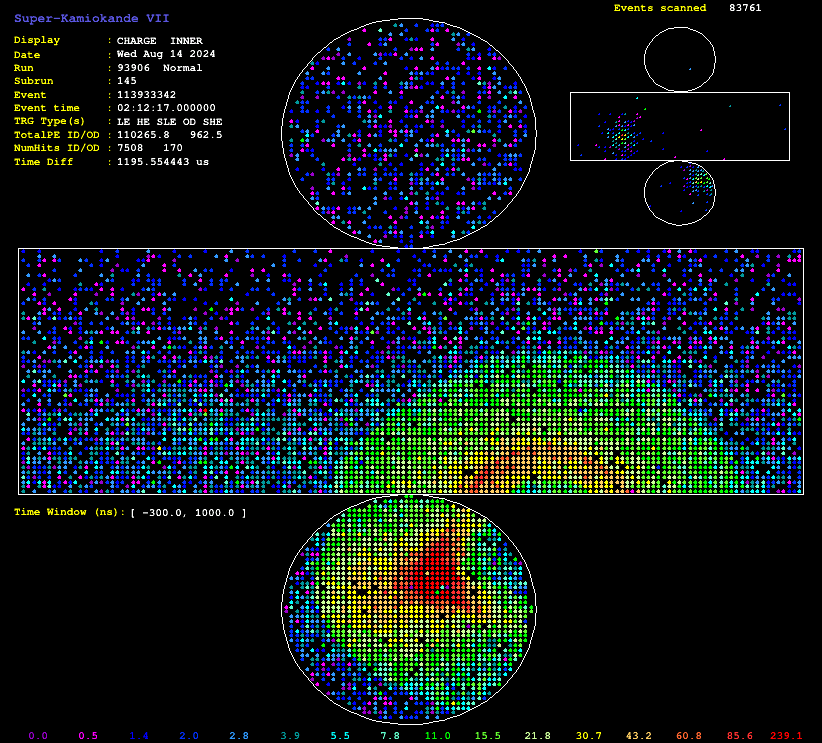 Super-Kamiokande VII
Events scanned 83761
Display : CHARGE INNER
Date : Wed Aug 14 2024
Run : 93906 Normal
Subrun : 145
Event : 113933342
Event time : 02:12:17.000000
TRG Type(s) : LE HE SLE OD SHE
TotalPE ID/OD : 110265.8 962.5
NumHits ID/OD : 7508 170
Time Diff : 1195.554443 us
Time Window (ns): [ -300.0, 1000.0 ]
0.0 0.5 1.4 2.0 2.8 3.9 5.5 7.8 11.0 15.5 21.8 30.7 43.2 60.8 85.6 239.1